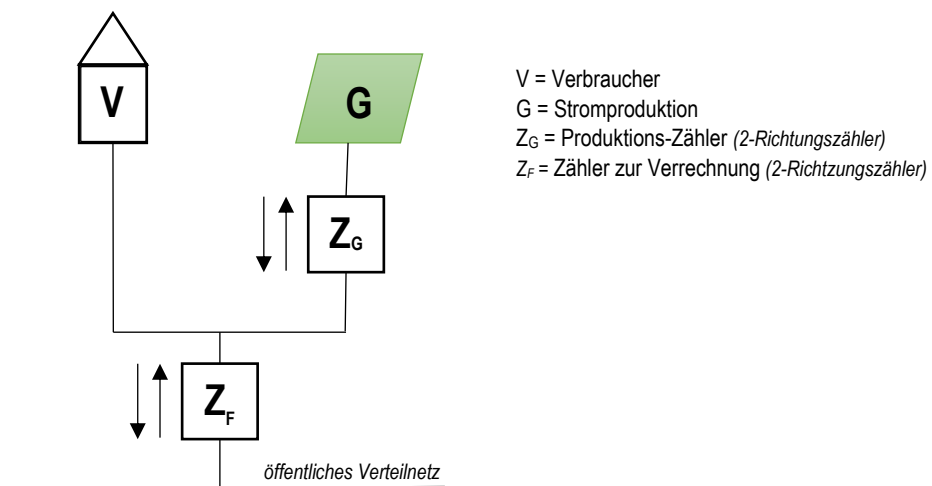 V
G
V = Verbraucher
G = Stromproduktion
ZG = Produktions-Zähler (2-Richtungszähler)
ZF = Zähler zur Verrechnung (2-Richtzungszähler)
ZG
ZF
öffentliches Verteilnetz